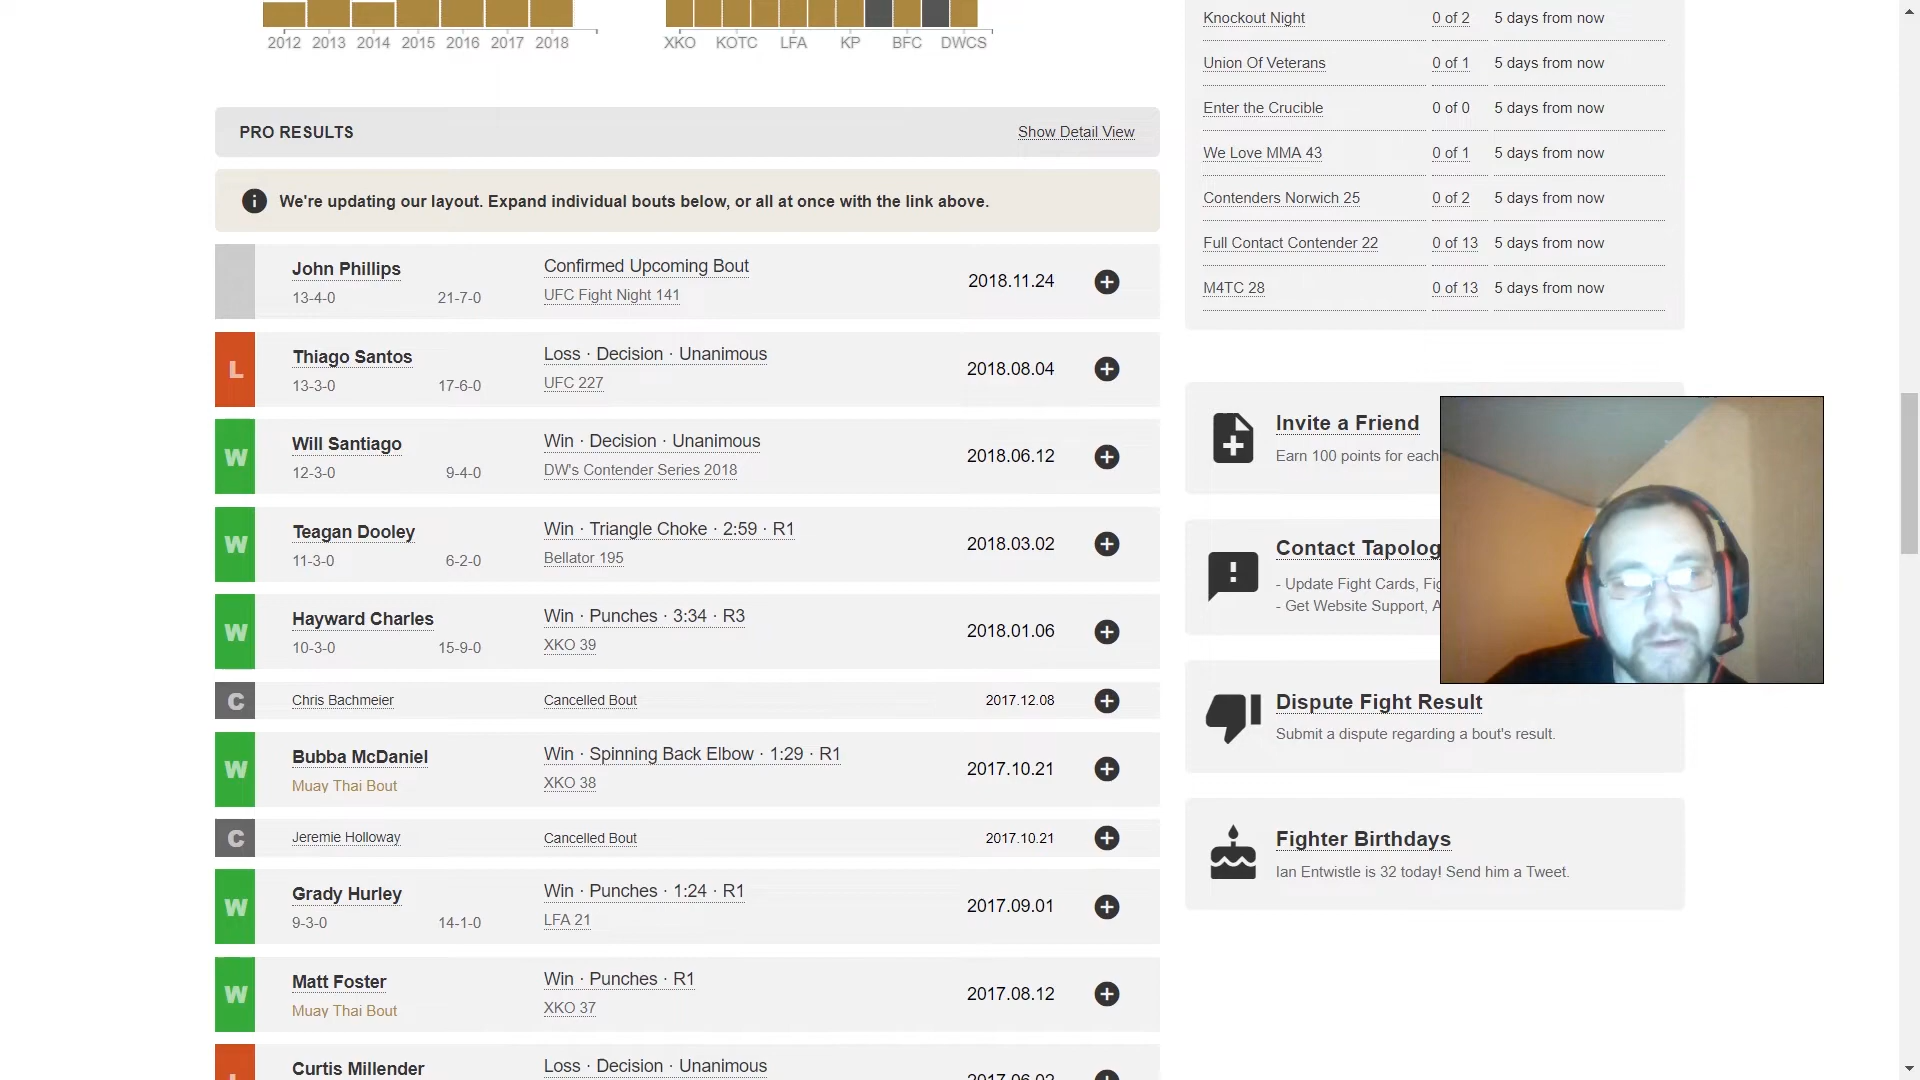 2012 2013 2014 2015 2016 2017 2018
XKO KOTC LFA KP BFC DWCS
PRO RESULTS Show Detail View
We're updating our layout. Expand individual bouts below, or all at once with the link above.
John Phillips Confirmed Upcoming Bout 2018.11.24
13-4-0 21-7-0 UFC Fight Night 141
L Thiago Santos Loss · Decision · Unanimous 2018.08.04
13-3-0 17-6-0 UFC 227
W Will Santiago Win · Decision · Unanimous 2018.06.12
12-3-0 9-4-0 DW's Contender Series 2018
W Teagan Dooley Win · Triangle Choke · 2:59 · R1 2018.03.02
11-3-0 6-2-0 Bellator 195
W Hayward Charles Win · Punches · 3:34 · R3 2018.01.06
10-3-0 15-9-0 XKO 39
C Chris Bachmeier Cancelled Bout 2017.12.08
W Bubba McDaniel Win · Spinning Back Elbow · 1:29 · R1 2017.10.21
Muay Thai Bout XKO 38
C Jeremie Holloway Cancelled Bout 2017.10.21
W Grady Hurley Win · Punches · 1:24 · R1 2017.09.01
9-3-0 14-1-0 LFA 21
W Matt Foster Win · Punches · R1 2017.08.12
Muay Thai Bout XKO 37
Curtis Millender Loss · Decision · Unanimous 2017.06.02
Knockout Night 0 of 2 5 days from now
Union Of Veterans 0 of 1 5 days from now
Enter the Crucible 0 of 0 5 days from now
We Love MMA 43 0 of 1 5 days from now
Contenders Norwich 25 0 of 2 5 days from now
Full Contact Contender 22 0 of 13 5 days from now
M4TC 28 0 of 13 5 days from now
Invite a Friend
Earn 100 points for each
Contact Tapolog
- Update Fight Cards, Fig
- Get Website Support, A
Dispute Fight Result
Submit a dispute regarding a bout's result.
Fighter Birthdays
Ian Entwistle is 32 today! Send him a Tweet.